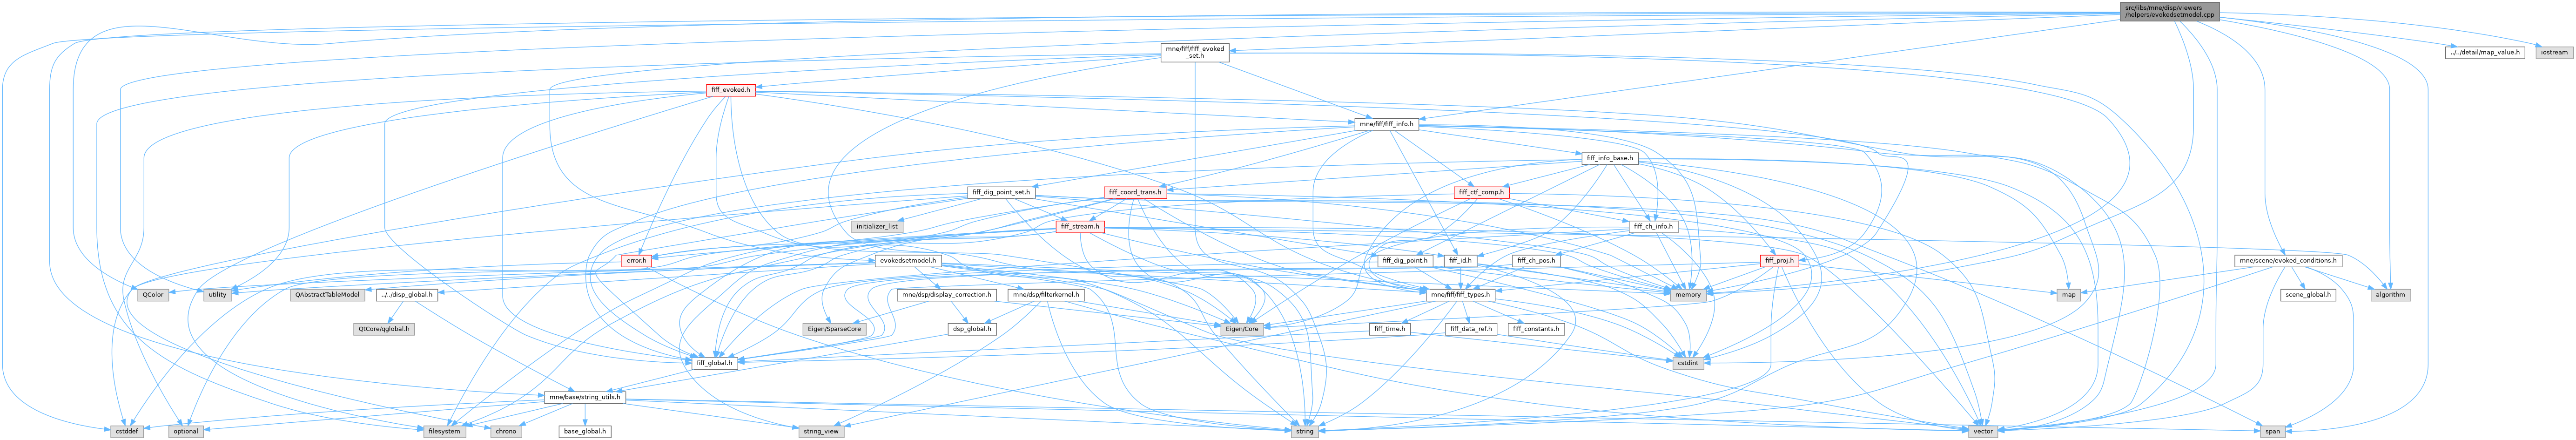 src/libs/mne/disp/viewers
/helpers/evokedsetmodel.cpp
mne/fiff/fiff_evoked
_set.h
../../detail/map_value.h
iostream
fiff_evoked.h
mne/fiff/fiff_info.h
fiff_info_base.h
fiff_dig_point_set.h
fiff_coord_trans.h
fiff_ctf_comp.h
initializer_list
fiff_stream.h
fiff_ch_info.h
error.h
evokedsetmodel.h
fiff_dig_point.h
fiff_id.h
fiff_ch_pos.h
fiff_proj.h
mne/scene/evoked_conditions.h
QColor
utility
QAbstractTableModel
../../disp_global.h
mne/dsp/display_correction.h
mne/dsp/filterkernel.h
mne/fiff/fiff_types.h
memory
map
scene_global.h
algorithm
QtCore/qglobal.h
Eigen/SparseCore
dsp_global.h
Eigen/Core
fiff_time.h
fiff_data_ref.h
fiff_constants.h
fiff_global.h
cstdint
mne/base/string_utils.h
cstddef
optional
filesystem
chrono
base_global.h
string_view
string
vector
span